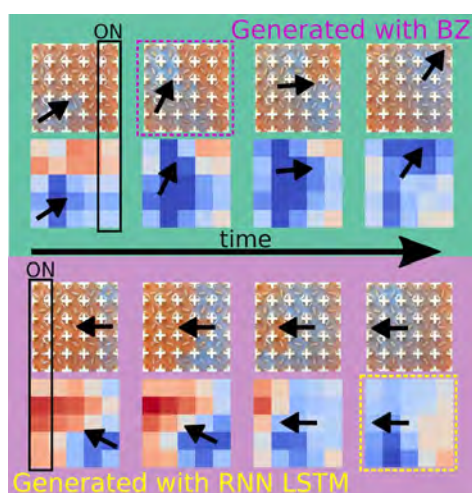 Generated with BZ
ON
time
ON
Generated with RNN LSTM